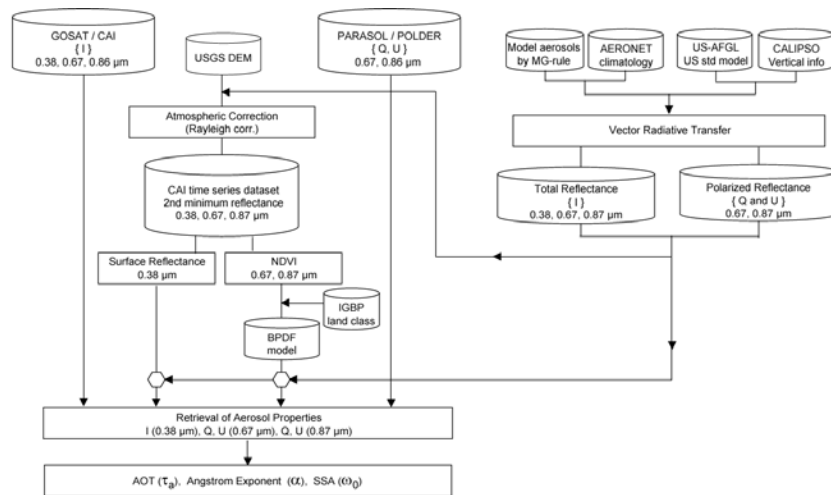 GOSAT / CAI
{ I }
0.38, 0.67, 0.86 µm
USGS DEM
PARASOL / POLDER
{ Q, U }
0.67, 0.86 µm
Model aerosols
by MG-rule
AERONET
climatology
US-AFGL
US std model
CALIPSO
Vertical info
Atmospheric Correction
(Rayleigh corr.)
Vector Radiative Transfer
CAI time series dataset
2nd minimum reflectance
0.38, 0.67, 0.87 µm
Total Reflectance
{ I }
0.38, 0.67, 0.87 µm
Polarized Reflectance
{ Q and U }
0.67, 0.87 µm
Surface Reflectance
0.38 µm
NDVI
0.67, 0.87 µm
IGBP
land class
BPDF
model
Retrieval of Aerosol Properties
I (0.38 µm), Q, U (0.67 µm), Q, U (0.87 µm)
AOT (τa), Angstrom Exponent (α), SSA (ω0)